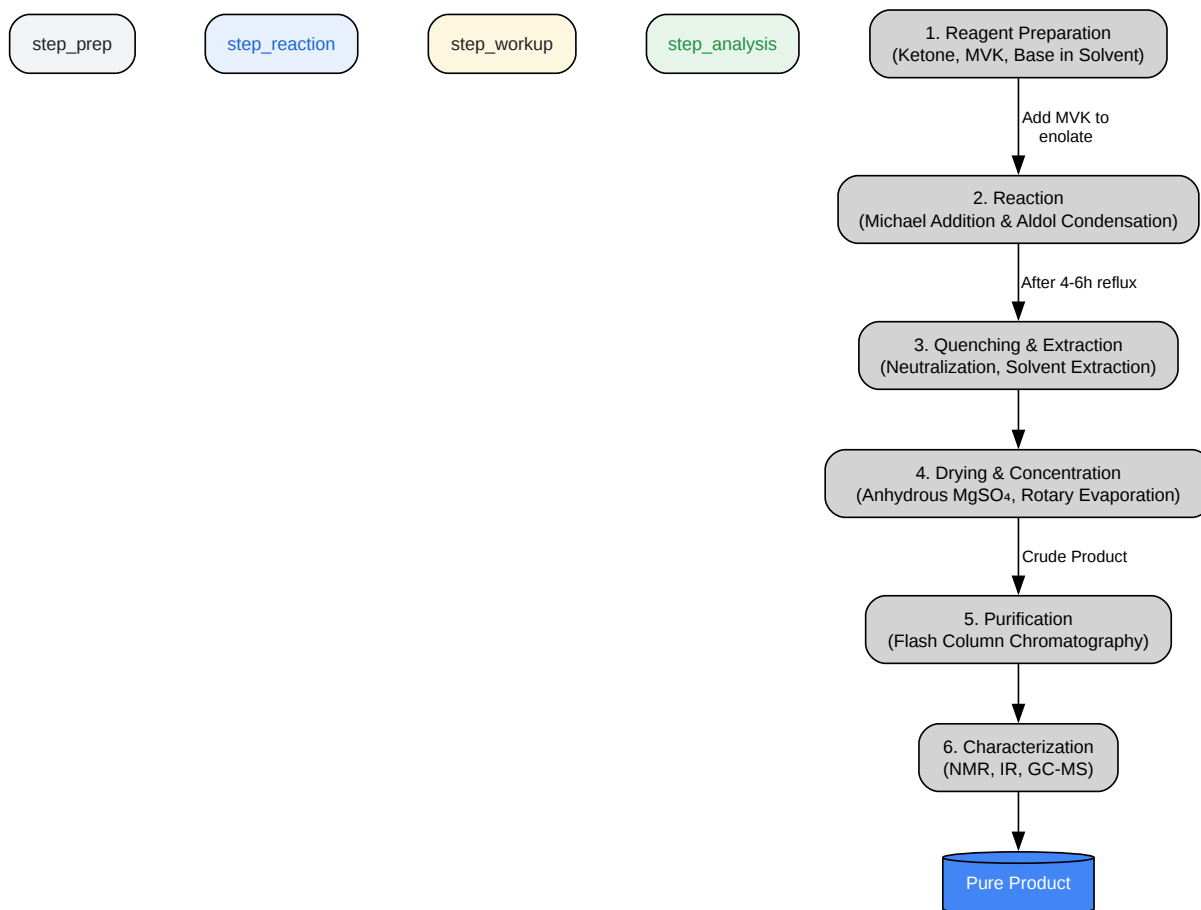 step_prep
step_reaction
step_workup
step_analysis
1. Reagent Preparation
(Ketone, MVK, Base in Solvent)
Add MVK to
enolate
2. Reaction
(Michael Addition & Aldol Condensation)
After 4-6h reflux
3. Quenching & Extraction
(Neutralization, Solvent Extraction)
4. Drying & Concentration
(Anhydrous MgSO₄, Rotary Evaporation)
Crude Product
5. Purification
(Flash Column Chromatography)
6. Characterization
(NMR, IR, GC-MS)
Pure Product